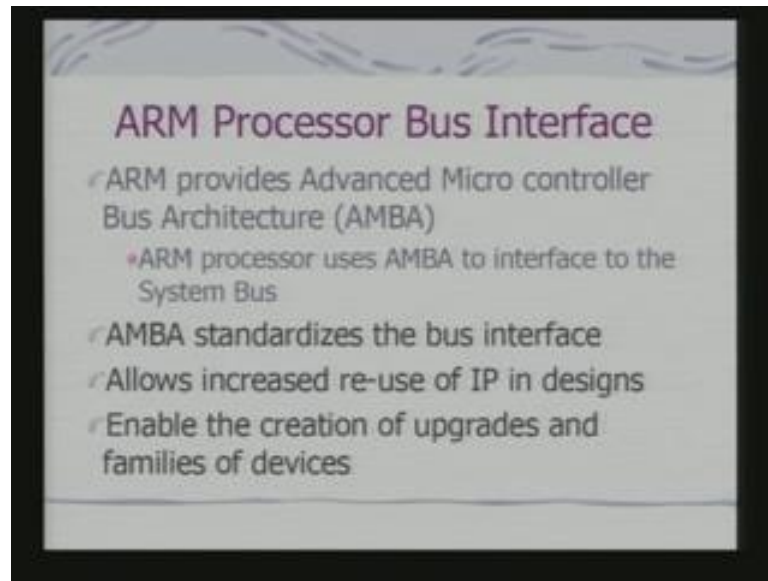 ARM Processor Bus Interface
ARM provides Advanced Micro controller
Bus Architecture (AMBA)
ARM processor uses AMBA to interface to the
System Bus
AMBA standardizes the bus interface
Allows increased re-use of IP in designs
Enable the creation of upgrades and
families of devices